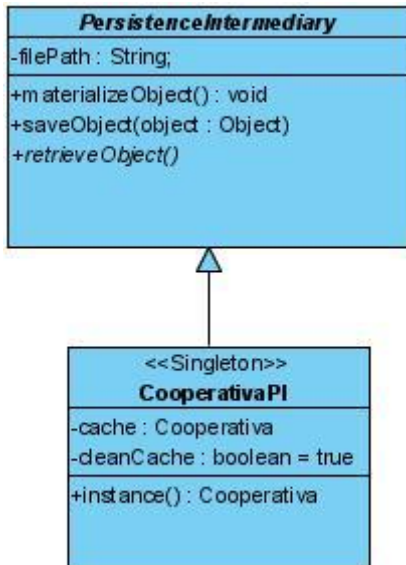 PersistenceIntermediary
-filePath : String;
+materializeObject() : void
+saveObject(object : Object)
+retrieveObject()
<<Singleton>>
CooperativaPI
-cache : Cooperativa
-cleanCache : boolean = true
+instance() : Cooperativa